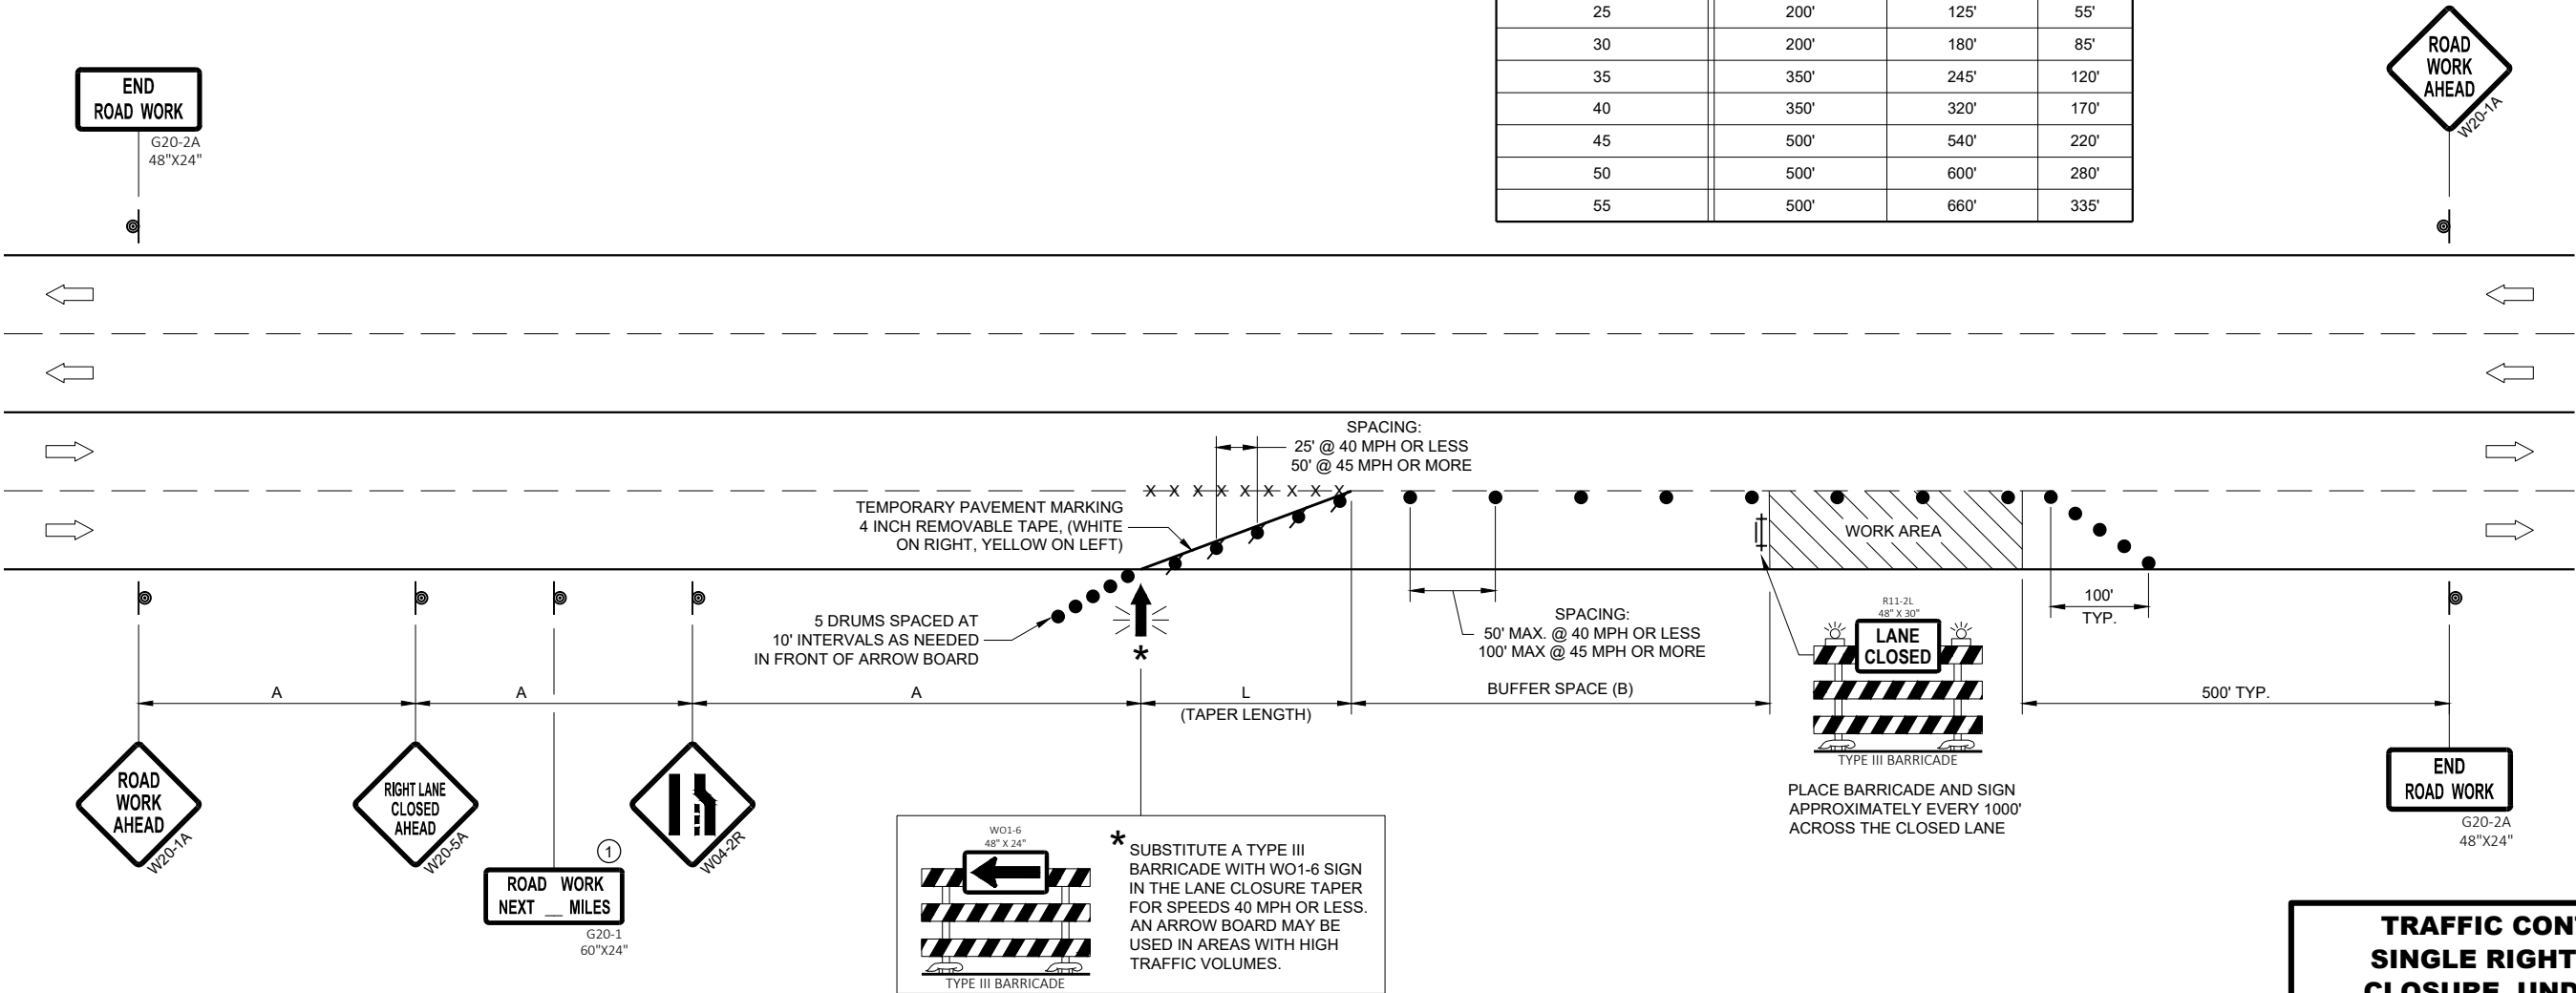 25 200' 125' 55'
30 200' 180' 85'
35 350' 245' 120'
40 350' 320' 170'
45 500' 540' 220'
50 500' 600' 280'
55 500' 660' 335'
END
ROAD WORK
G20-2A
48"X24"
ROAD
WORK
AHEAD
W20-1A
SPACING:
25' @ 40 MPH OR LESS
50' @ 45 MPH OR MORE
X X X X X X X X X
TEMPORARY PAVEMENT MARKING
4 INCH REMOVABLE TAPE, (WHITE
ON RIGHT, YELLOW ON LEFT)
WORK AREA
5 DRUMS SPACED AT
10' INTERVALS AS NEEDED
IN FRONT OF ARROW BOARD
*
SPACING:
50' MAX. @ 40 MPH OR LESS
100' MAX @ 45 MPH OR MORE
R11-2L
48" X 30"
LANE
CLOSED
TYPE III BARRICADE
100'
TYP.
A
A
A
L
(TAPER LENGTH)
BUFFER SPACE (B)
500' TYP.
PLACE BARRICADE AND SIGN
APPROXIMATELY EVERY 1000'
ACROSS THE CLOSED LANE
ROAD
WORK
AHEAD
W20-1A
RIGHT LANE
CLOSED
AHEAD
W20-5A
1
ROAD WORK
NEXT __ MILES
G20-1
60"X24"
W04-2R
WO1-6
48" X 24"
TYPE III BARRICADE
* SUBSTITUTE A TYPE III
BARRICADE WITH WO1-6 SIGN
IN THE LANE CLOSURE TAPER
FOR SPEEDS 40 MPH OR LESS.
AN ARROW BOARD MAY BE
USED IN AREAS WITH HIGH
TRAFFIC VOLUMES.
END
ROAD WORK
G20-2A
48"X24"
TRAFFIC CON
SINGLE RIGHT
CLOSURE, UND